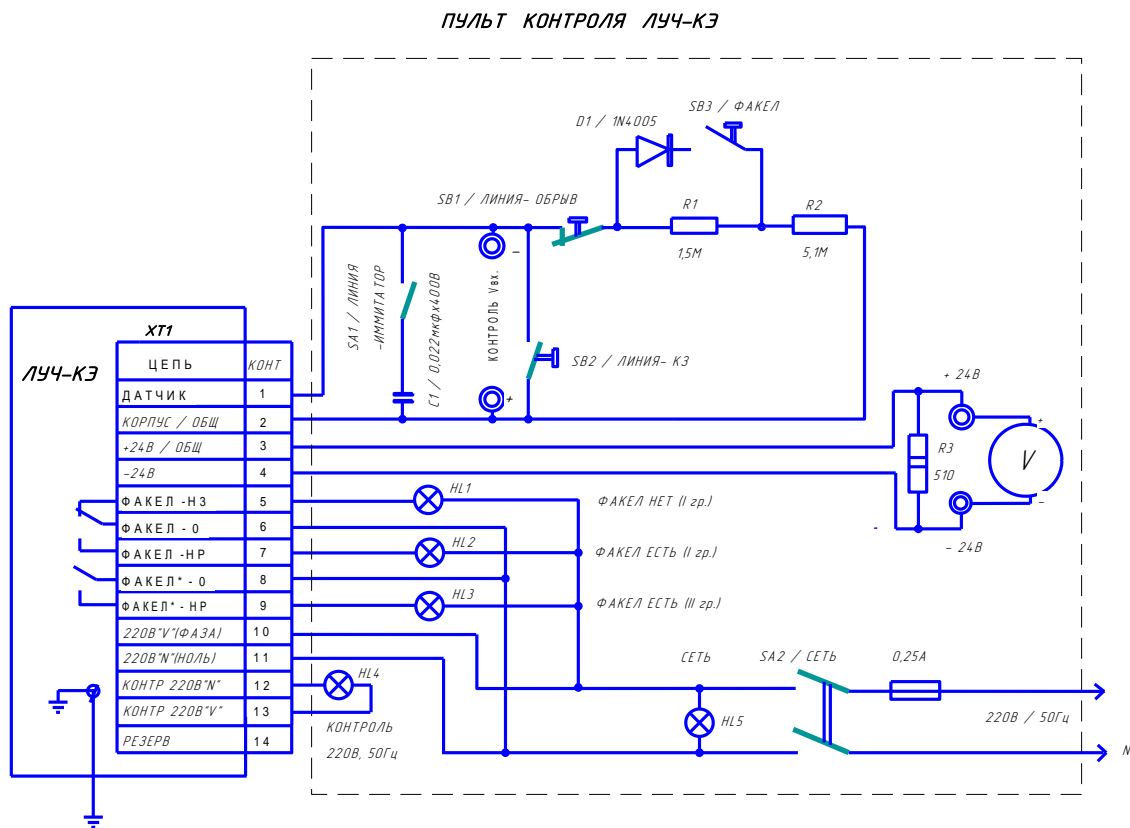 ПУЛЬТ КОНТРОЛЯ ЛУЧ-КЭ
SB3 / ФАКЕЛ
D1 / 1N4005
SB1 / ЛИНИЯ- ОБРЫВ
R1
R2
1,5М
5,1М
–
SA1 / ЛИНИЯ
-ИММИТАТОР
C1 / 0,022мкфх400В
КОНТРОЛЬ Vвх.
SB2 / ЛИНИЯ- КЗ
+
ЛУЧ-КЭ
XT1
ЦЕПЬ КОНТ
ДАТЧИК 1
КОРПУС / ОБЩ 2
+24В / ОБЩ 3
-24В 4
ФАКЕЛ -НЗ 5
ФАКЕЛ - О 6
ФАКЕЛ -НР 7
ФАКЕЛ* - О 8
ФАКЕЛ* - НР 9
220В"V"(ФАЗА) 10
220В"N"(НОЛЬ) 11
КОНТР 220В"N" 12
КОНТР 220В"V" 13
РЕЗЕРВ 14
+ 24В
R3
510
V
+
–
- 24В
HL1
ФАКЕЛ НЕТ (I гр.)
HL2
ФАКЕЛ ЕСТЬ (I гр.)
HL3
ФАКЕЛ ЕСТЬ (II гр.)
HL4
КОНТРОЛЬ
220В, 50Гц
СЕТЬ
SA2 / СЕТЬ
0,25А
HL5
220В / 50Гц
N